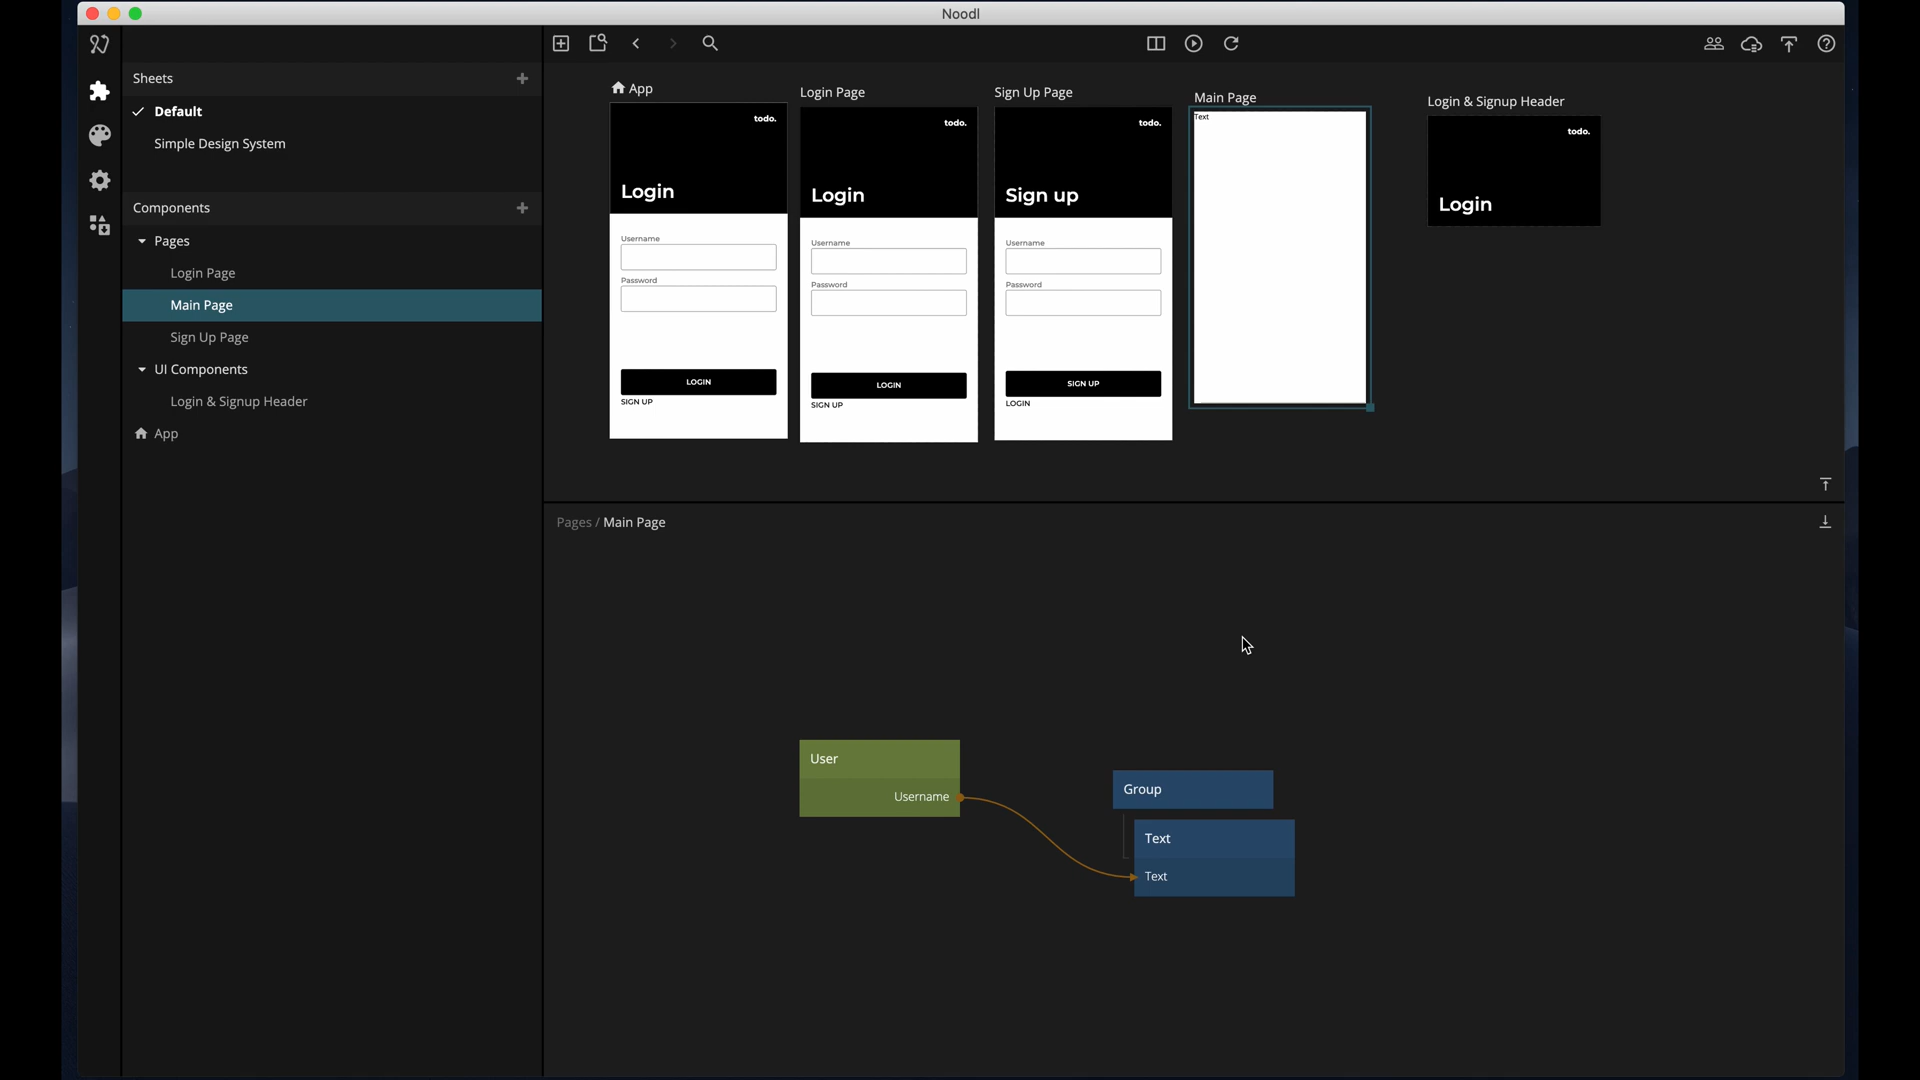 Noodl
Sheets
Default
Simple Design System
Components
Pages
Login Page
Main Page
Sign Up Page
UI Components
Login & Signup Header
App
App
todo.
Login
Username
Password
LOGIN
SIGN UP
Login Page
todo.
Login
Username
Password
LOGIN
SIGN UP
Sign Up Page
todo.
Sign up
Username
Password
SIGN UP
LOGIN
Main Page
Text
Login & Signup Header
todo.
Login
Pages / Main Page
User
Username
Group
Text
Text